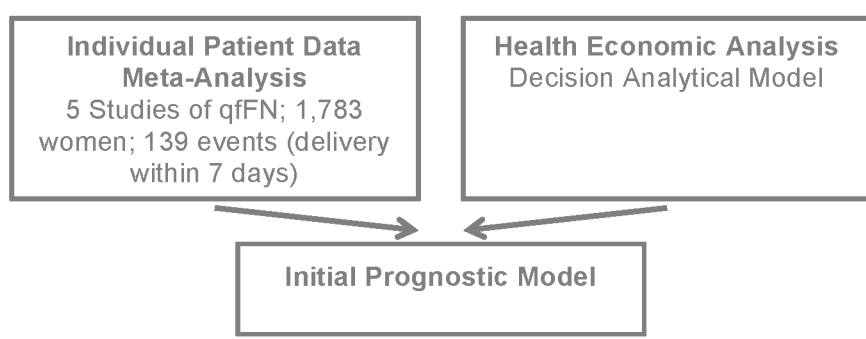 Individual Patient Data
Meta-Analysis
5 Studies of qfFN; 1,783
women; 139 events (delivery
within 7 days)
Health Economic Analysis
Decision Analytical Model
Initial Prognostic Model